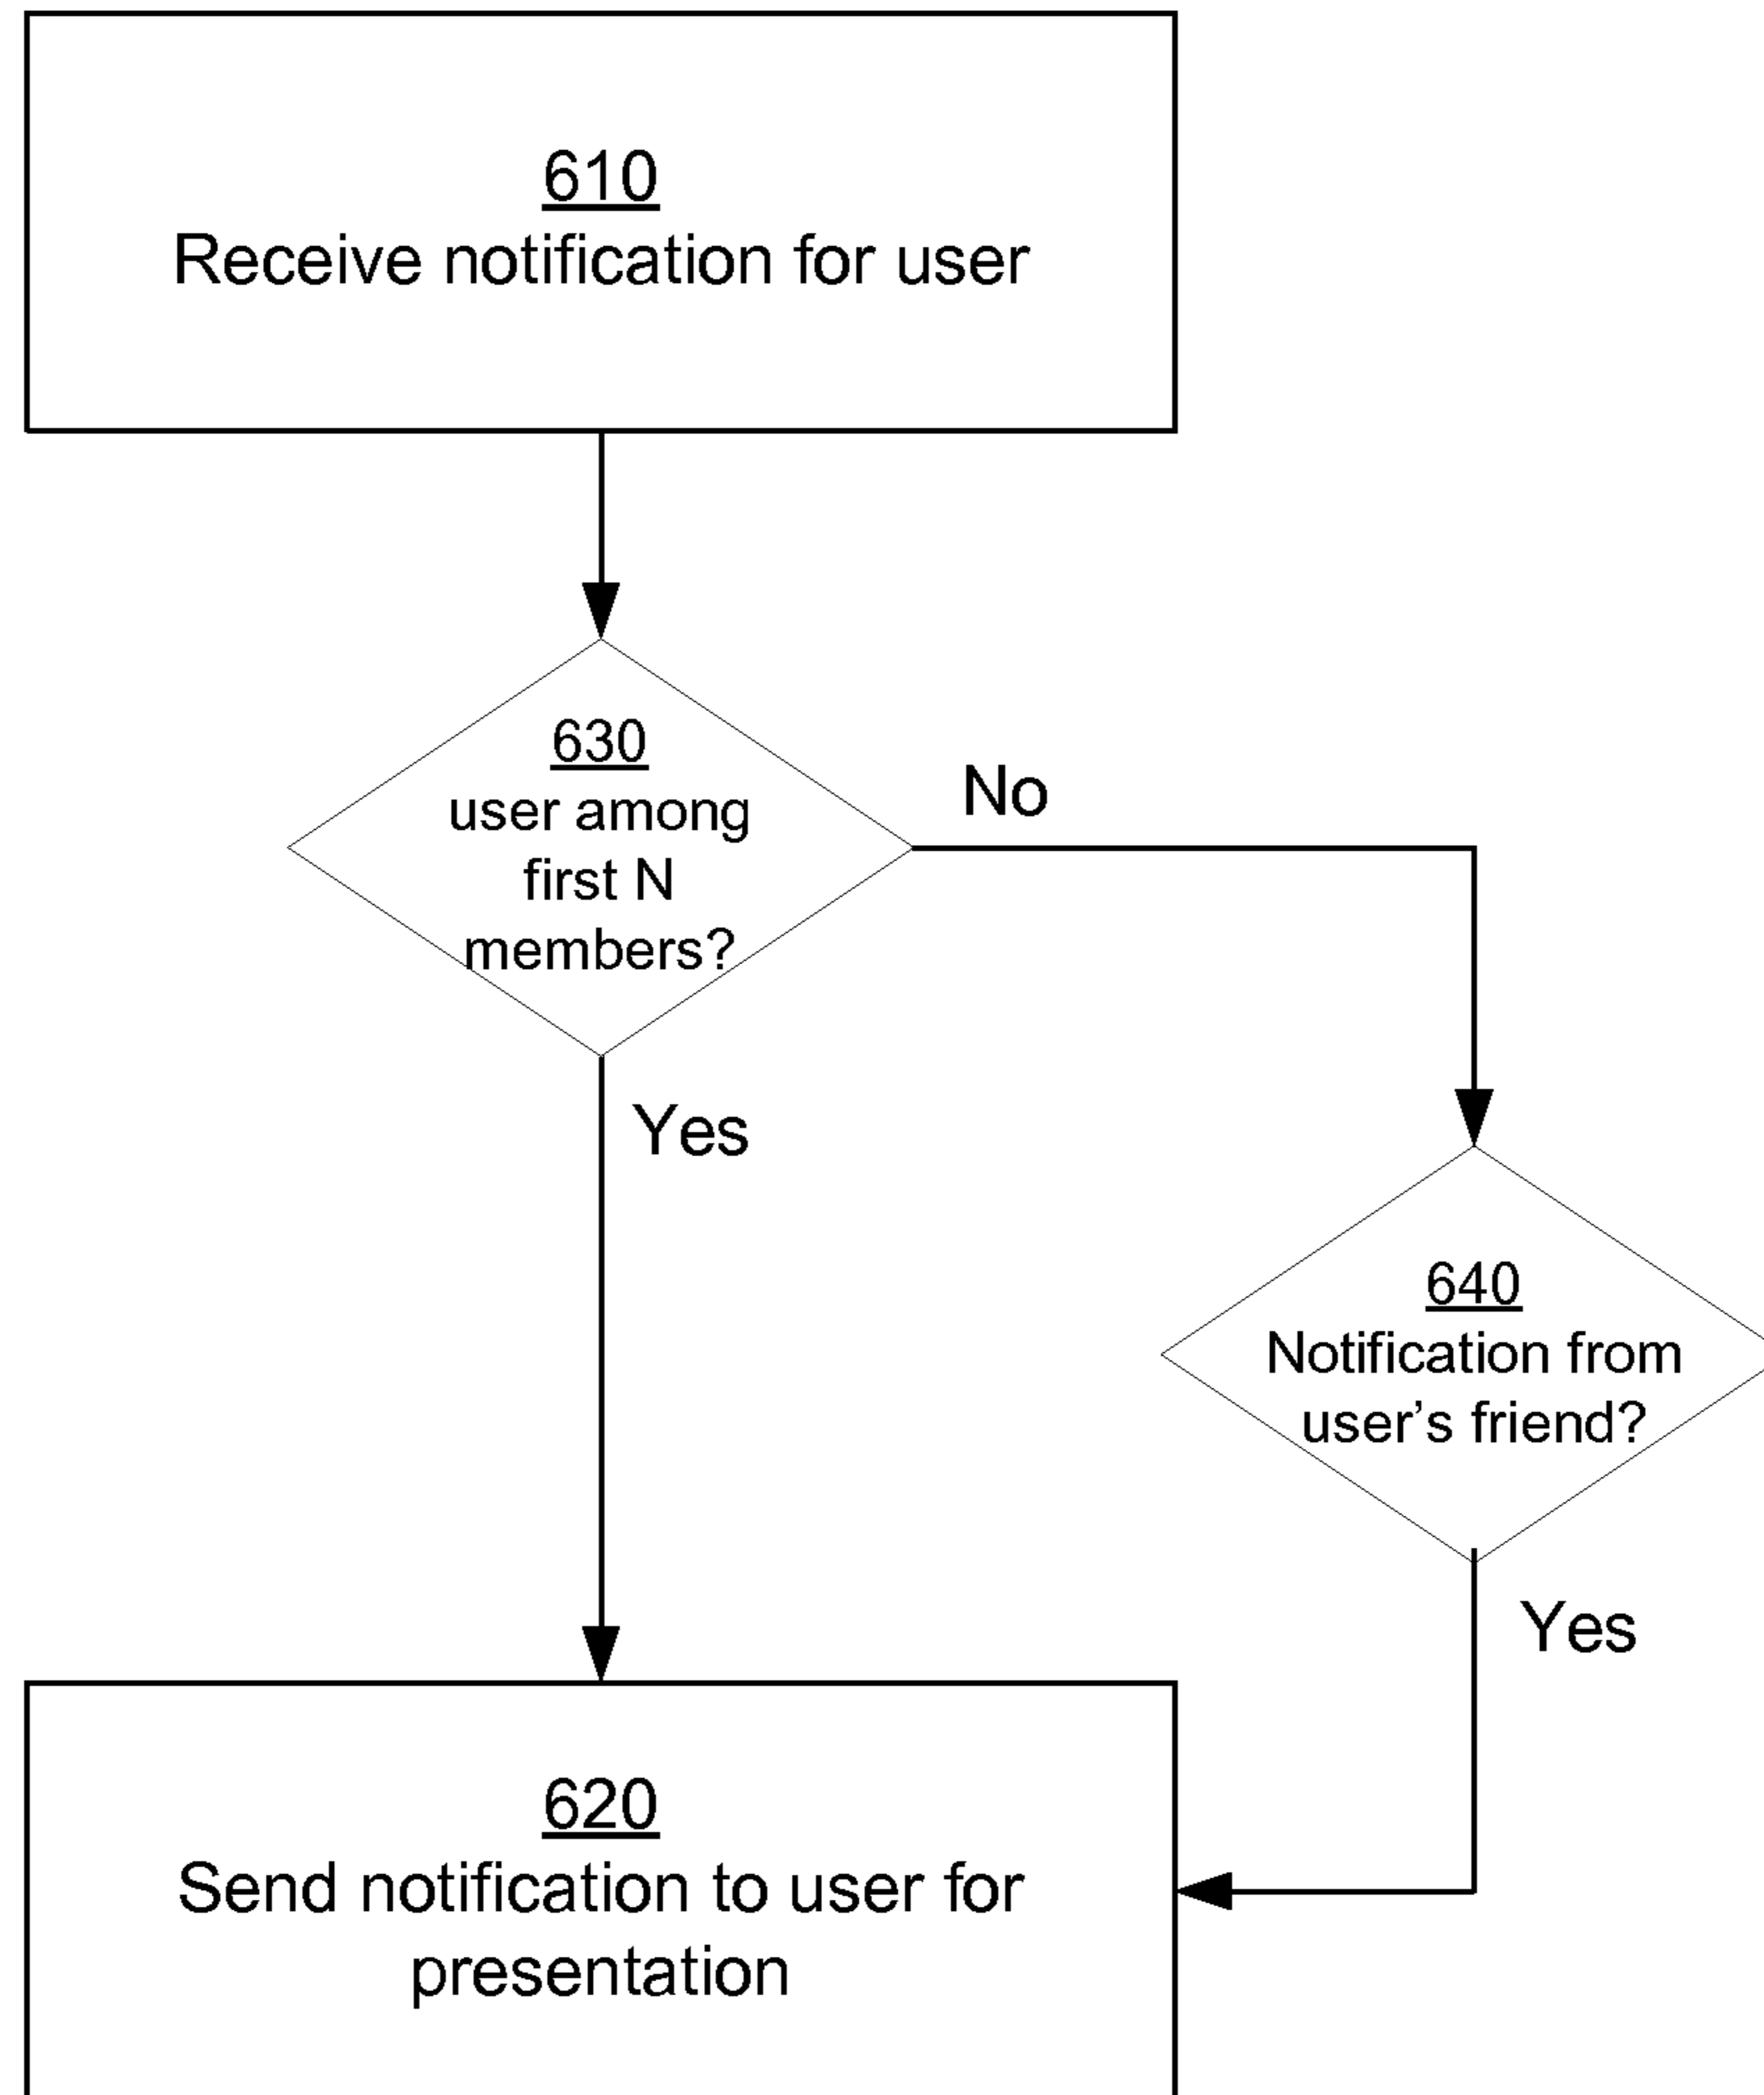 610
Receive notification for user
630
user among
first N
members?
No
Yes
640
Notification from
user’s friend?
Yes
620
Send notification to user for
presentation